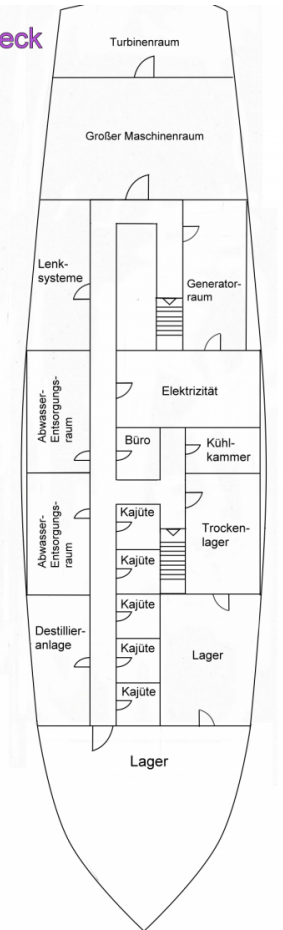 eck
Turbinenraum
Großer Maschinenraum
Lenk-
systeme
Generator-
raum
Abwasser-
Entsorgungs-
raum
Elektrizität
Büro
Kühl-
kammer
Abwasser-
Entsorgungs-
raum
Kajüte
Trocken-
lager
Kajüte
Kajüte
Destillier-
anlage
Kajüte
Lager
Kajüte
Lager